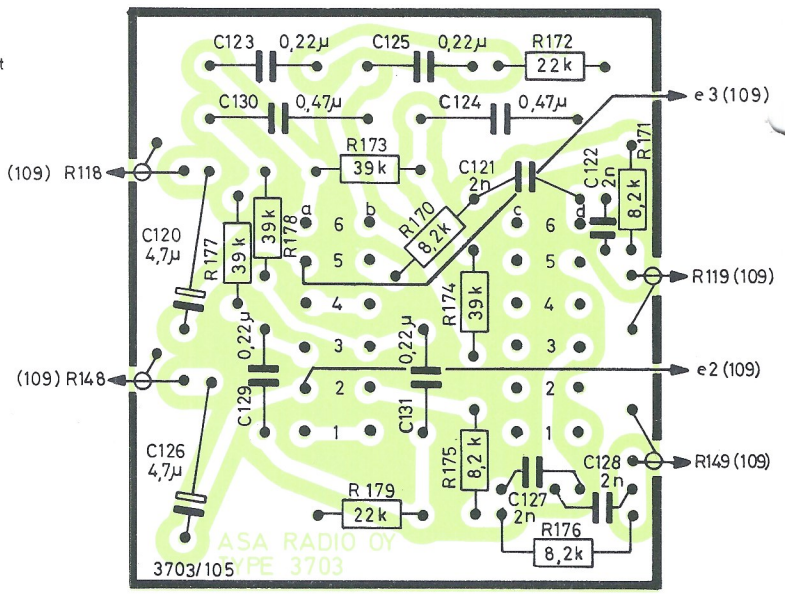 t
C123 0,22µ C125 0,22µ R172
22k
C130 0,47µ C124 0,47µ
e3 (109)
R173
39k
C121
2n
C122
2n
R171
8,2k
(109) R118
R170
8,2k
R177
39k
39k
R178
a b
c d
6 6
5 5
4 4
3 3
2 2
1 1
C120
4,7µ
R174
39k
R119 (109)
0,22µ
C129
0,22µ
C131
(109) R148
e2 (109)
C126
4,7µ
R175
8,2k
C127
2n
C128
2n
R149 (109)
R179
22k
R176
8,2k
ASA RADIO OY
TYPE 3703
3703/105